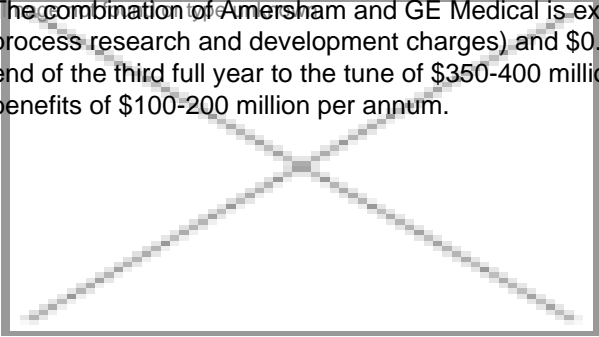 The combination of Amersham and GE Medical is ex
process research and development charges) and $0.
end of the third full year to the tune of $350-400 millio
benefits of $100-200 million per annum.